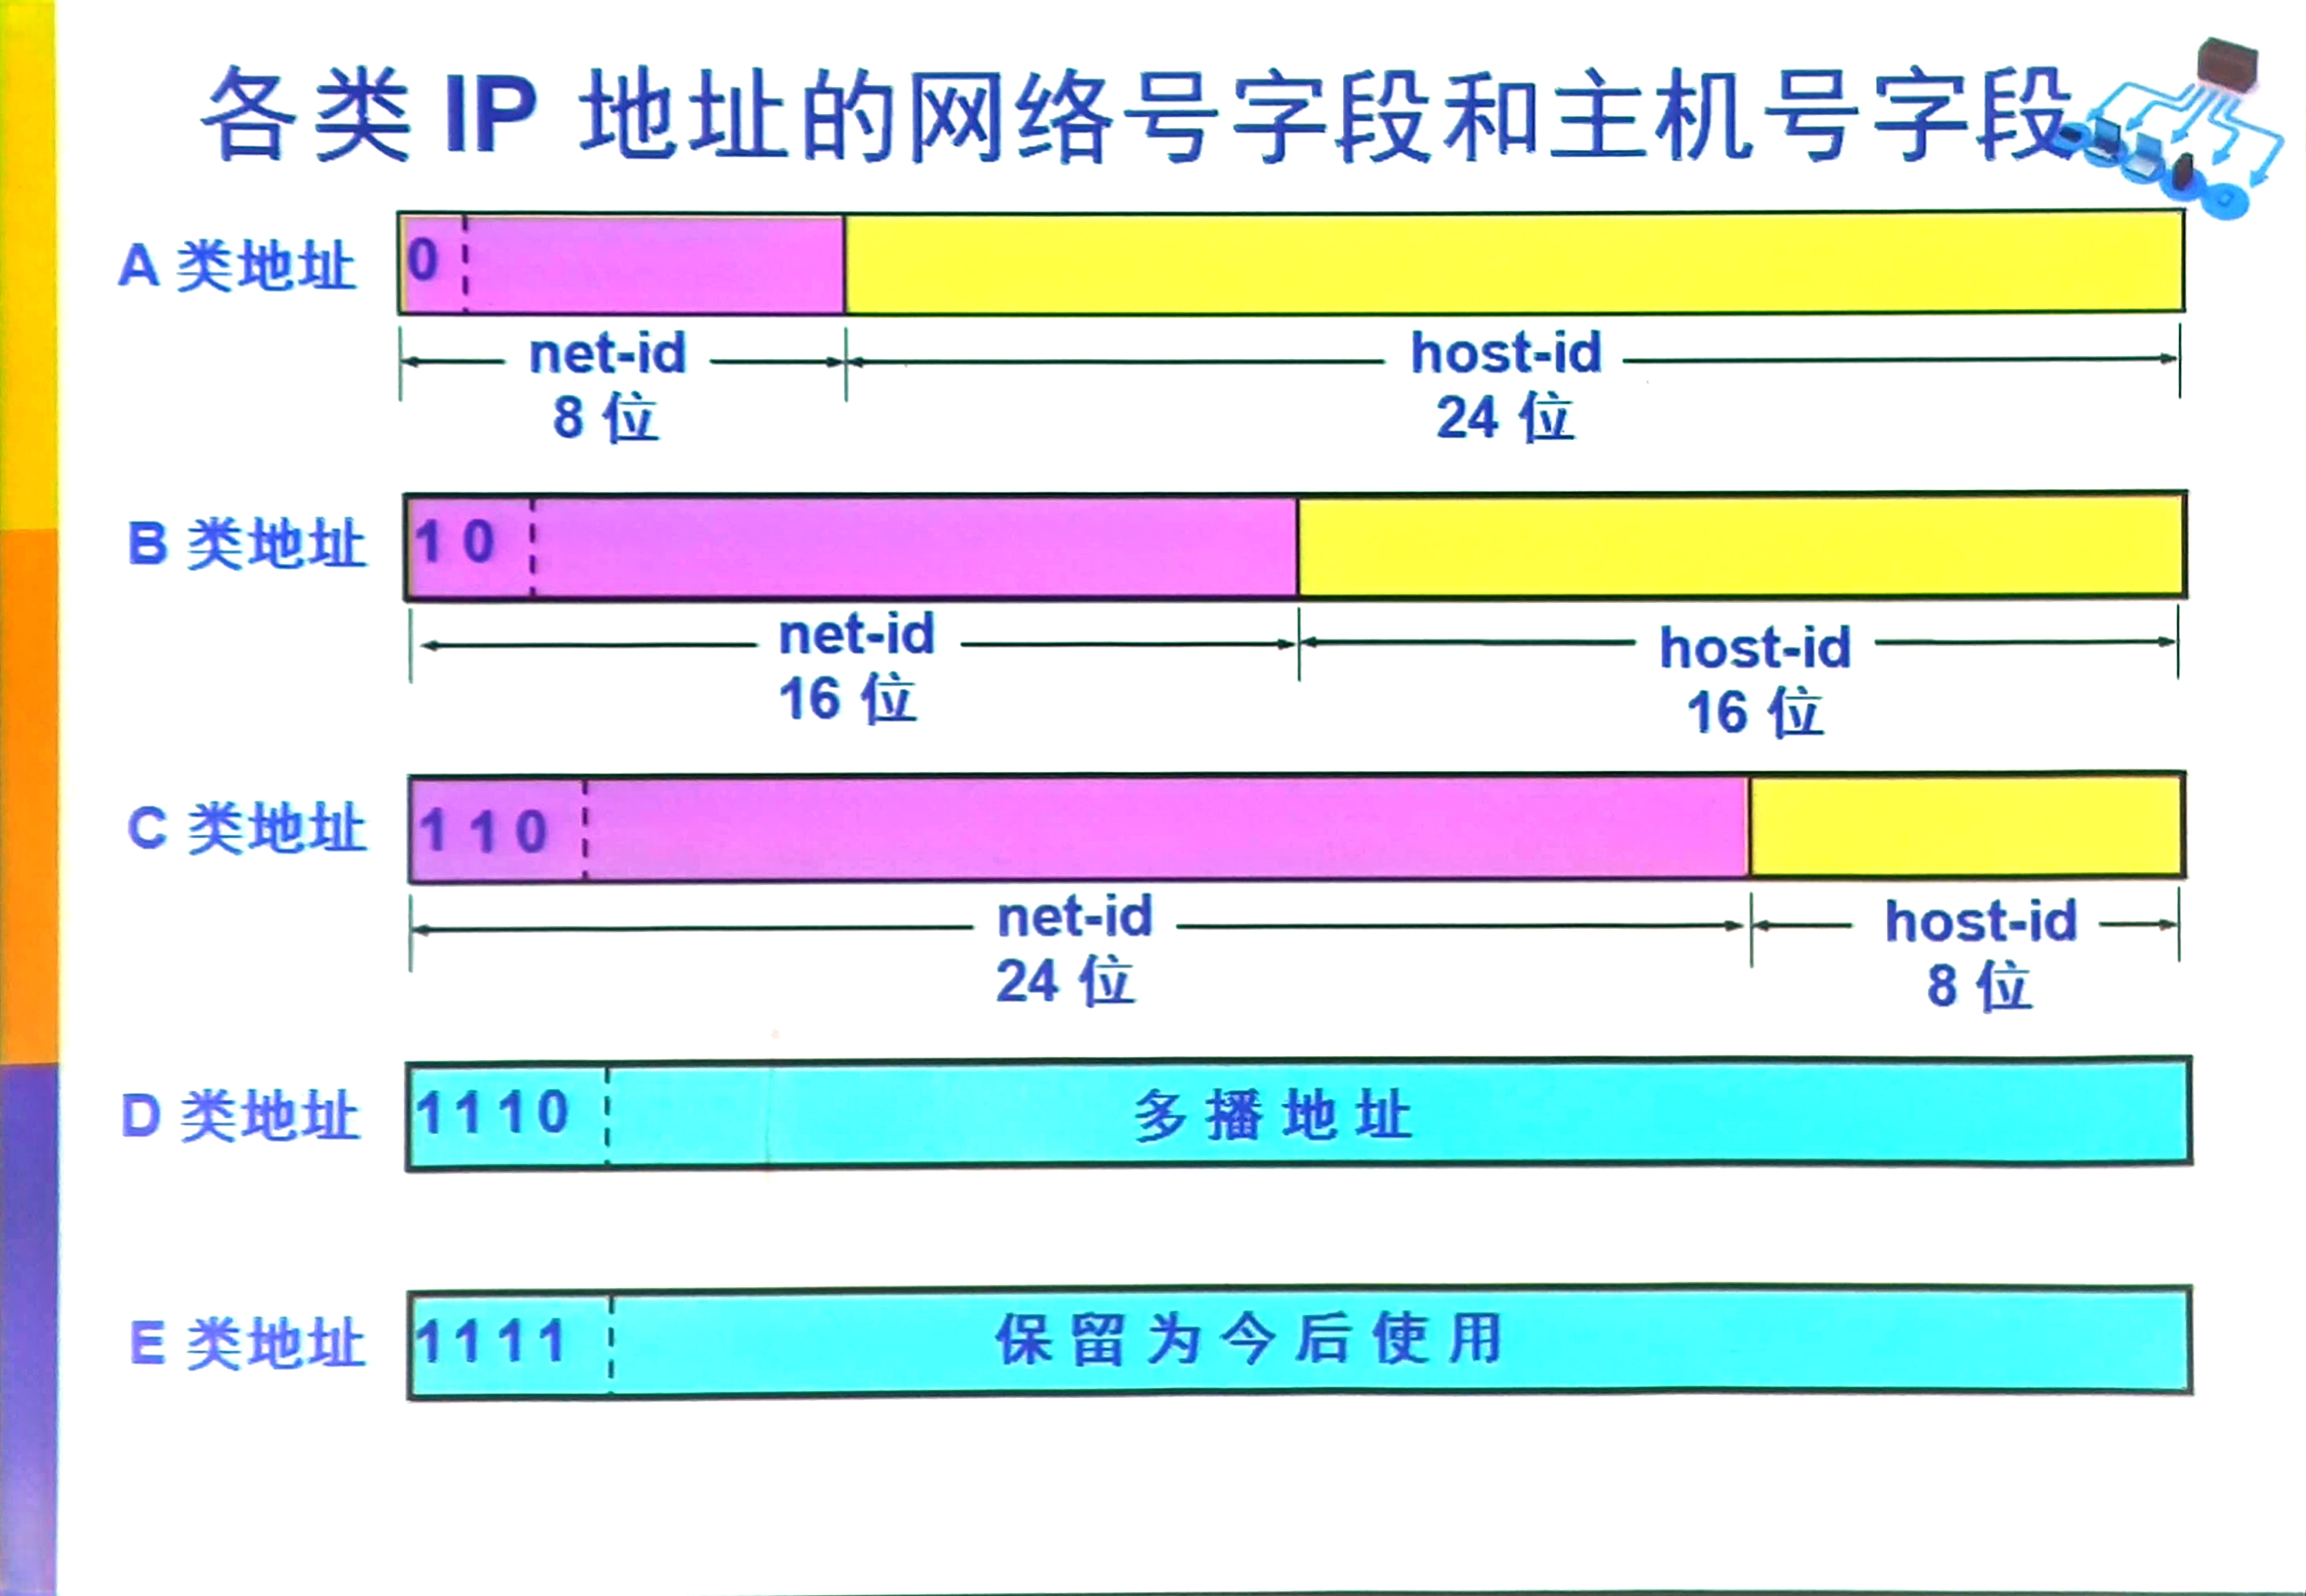 各类 IP 地址的网络号字段和主机号字段
A 类地址 0
net-id host-id
8 位 24 位
B 类地址 1 0
net-id host-id
16 位 16 位
C 类地址 1 1 0
net-id host-id
24 位 8 位
D 类地址 1 1 1 0 多 播 地 址
E 类地址 1 1 1 1 保 留 为 今 后 使 用